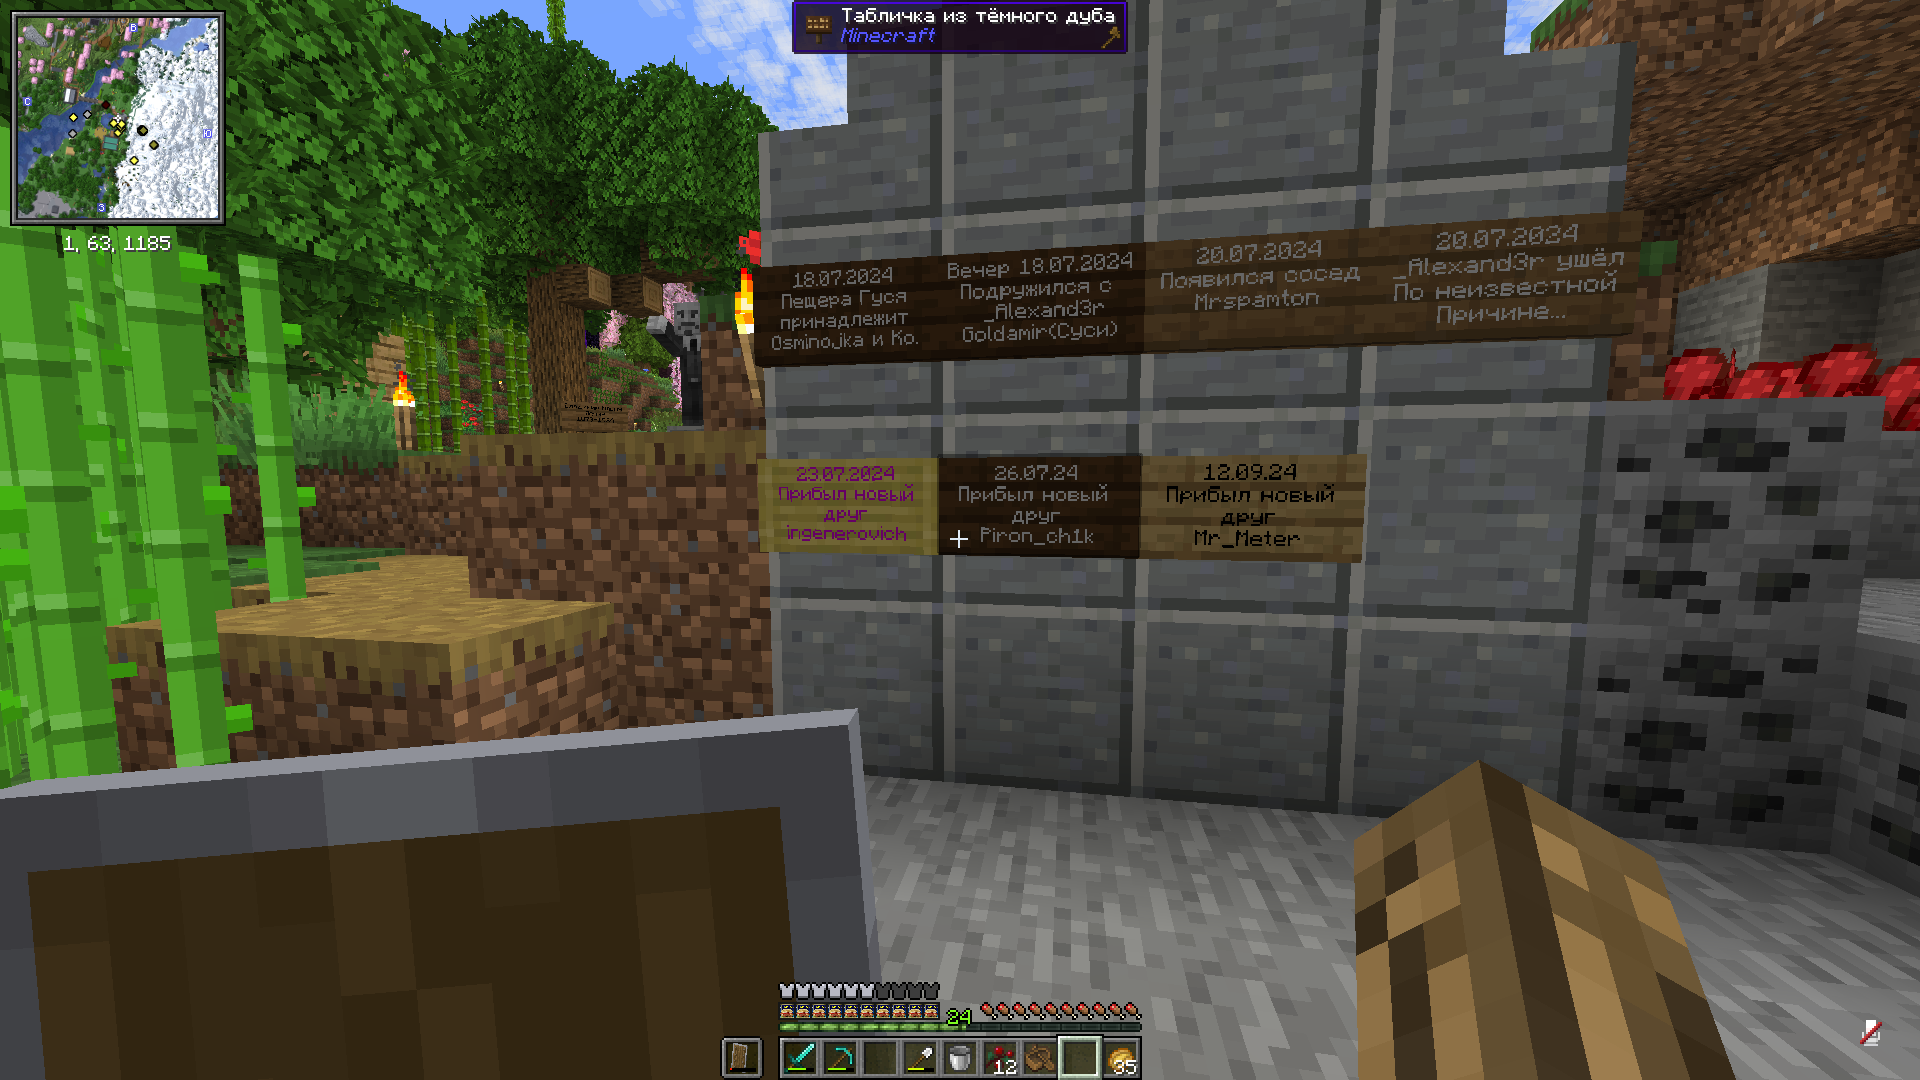 Табличка из тёмного дуба
Minecraft
1, 63, 1185
18.07.2024
Пещера Гуся
принадлежит
Osminojka и Ко.
Вечер 18.07.2024
Подружился с
_Alexand3r
Goldamir(Суси)
20.07.2024
Появился сосед
Mrspamton
20.07.2024
_Alexand3r ушёл
По неизвестной
Причине...
23.07.2024
Прибыл новый
друг
ingenerovich
26.07.24
Прибыл новый
друг
Piron_ch1k
12.09.24
Прибыл новый
друг
Mr_Meter
24
12
35